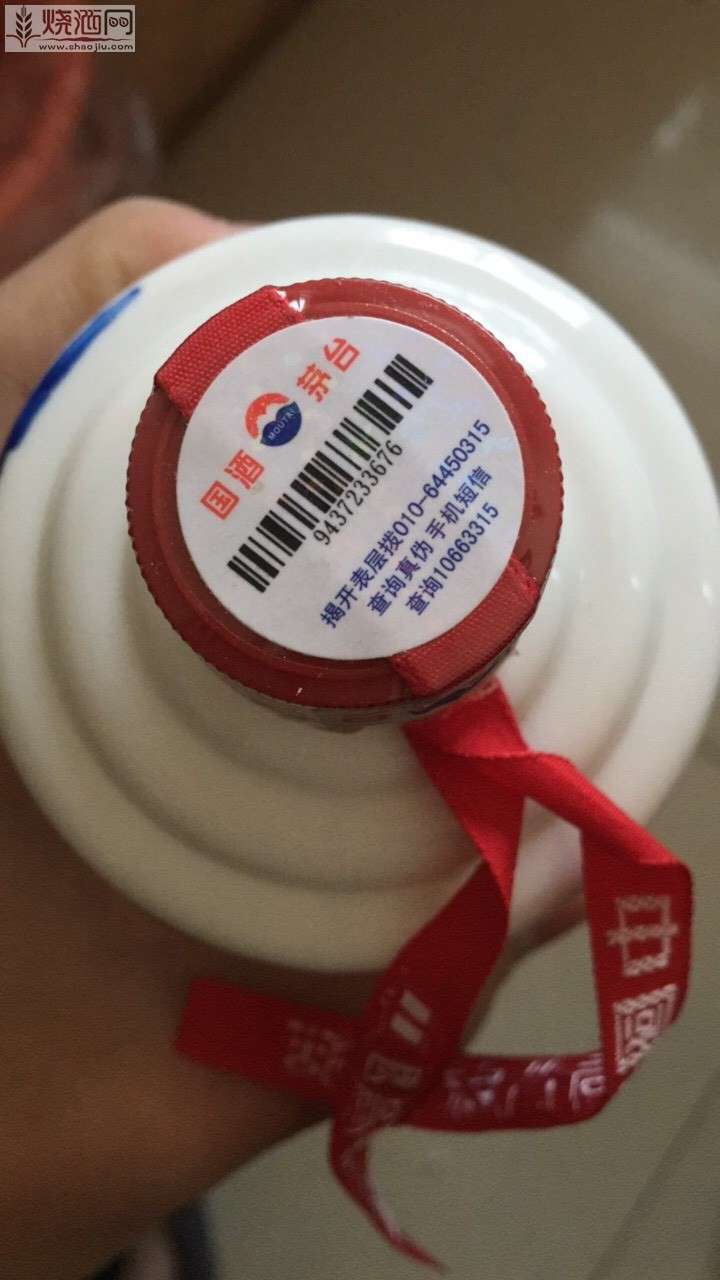 烧酒网
www.shaojiu.com
国酒 茅台
MOUTAI
9437233676
揭开表层拨010-64450315
查询真伪 手机短信
查询10663315
中国